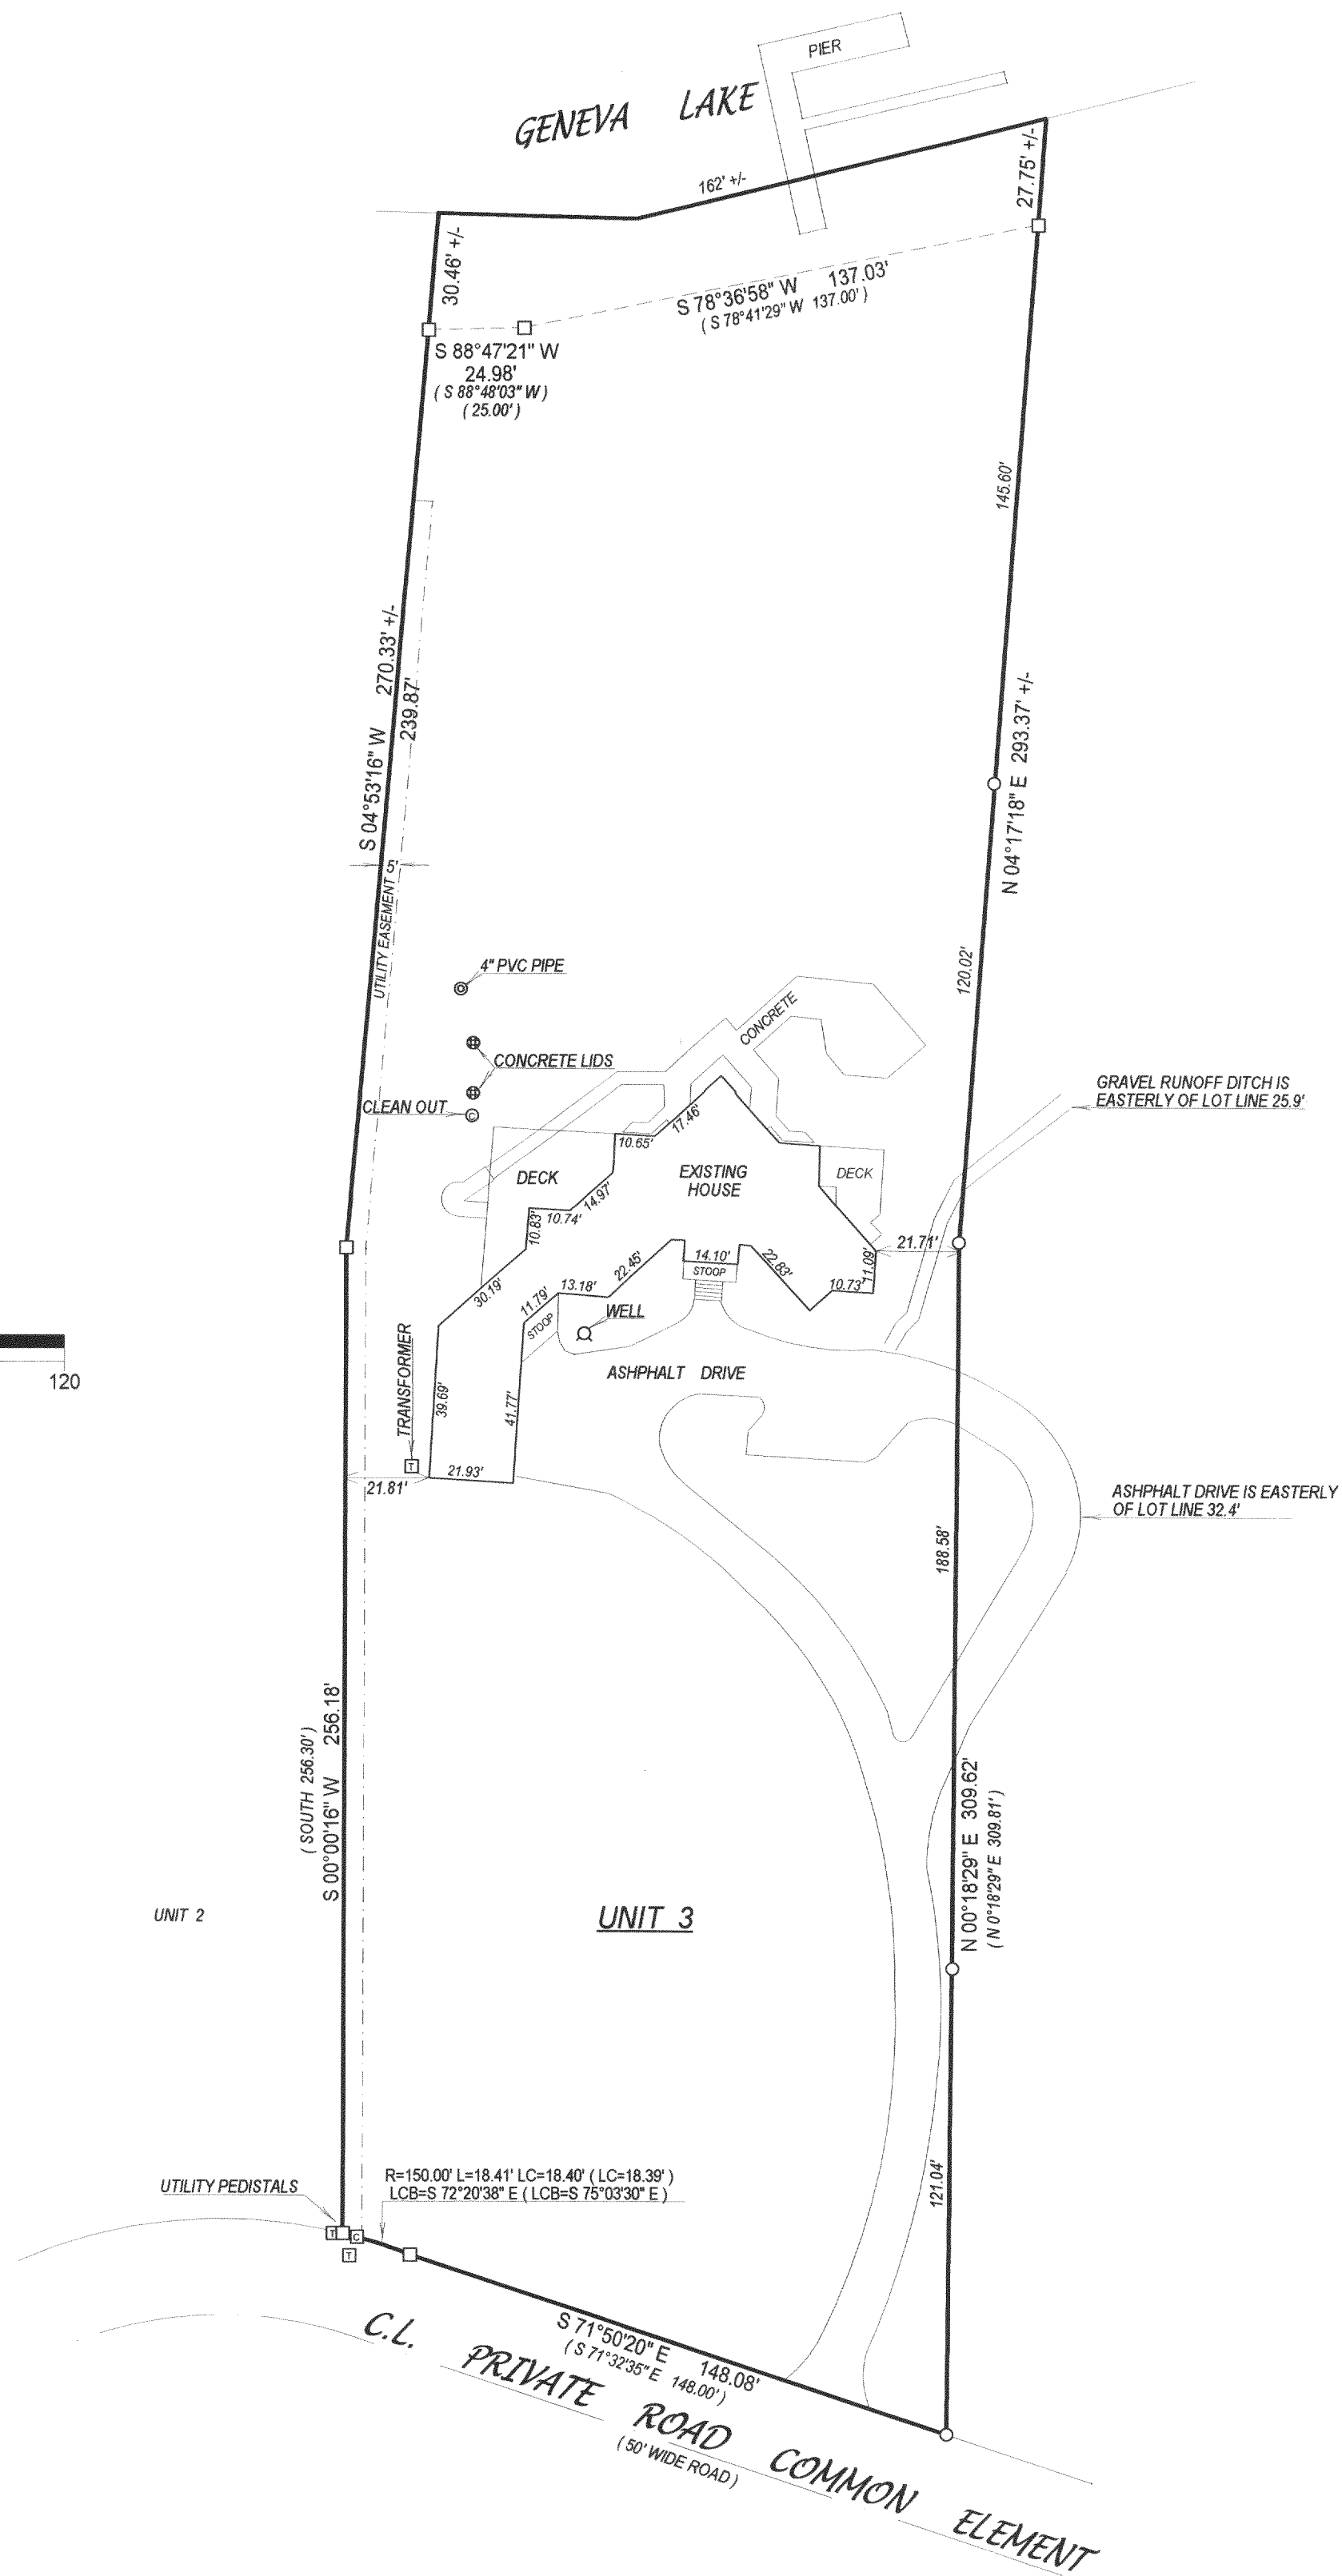 PIER
GENEVA LAKE
162' +/-
27.75' +/-
30.46' +/-
S 78°36'58" W 137.03'
( S 78°41'29" W 137.00' )
S 88°47'21" W
24.98'
( S 88°48'03" W )
( 25.00' )
145.60'
S 04°53'16" W 270.33' +/-
239.87'
N 04°17'18" E 293.37' +/-
5'
UTILITY EASEMENT
120.02'
4" PVC PIPE
CONCRETE
CONCRETE LIDS
CLEAN OUT
GRAVEL RUNOFF DITCH IS
EASTERLY OF LOT LINE 25.9'
10.65'
17.46'
DECK
EXISTING
HOUSE
DECK
14.97'
10.83'
10.74'
21.71'
14.10'
STOOP
22.83'
11.09'
10.73'
30.19'
22.45'
13.18'
11.79'
STOOP
WELL
TRANSFORMER
120
ASHPHALT DRIVE
39.69'
41.77'
T
21.93'
21.81'
ASHPHALT DRIVE IS EASTERLY
OF LOT LINE 32.4'
188.58'
( SOUTH 256.30' )
S 00°00'16" W 256.18'
N 00°18'29" E 309.62'
( N 0°18'29" E 309.81' )
UNIT 2
UNIT 3
121.04'
UTILITY PEDISTALS
R=150.00' L=18.41' LC=18.40' ( LC=18.39' )
LCB=S 72°20'38" E ( LCB=S 75°03'30" E )
T
C
T
S 71°50'20" E 148.08'
( S 71°32'35" E 148.00' )
C.L. PRIVATE ROAD COMMON ELEMENT
( 50' WIDE ROAD )